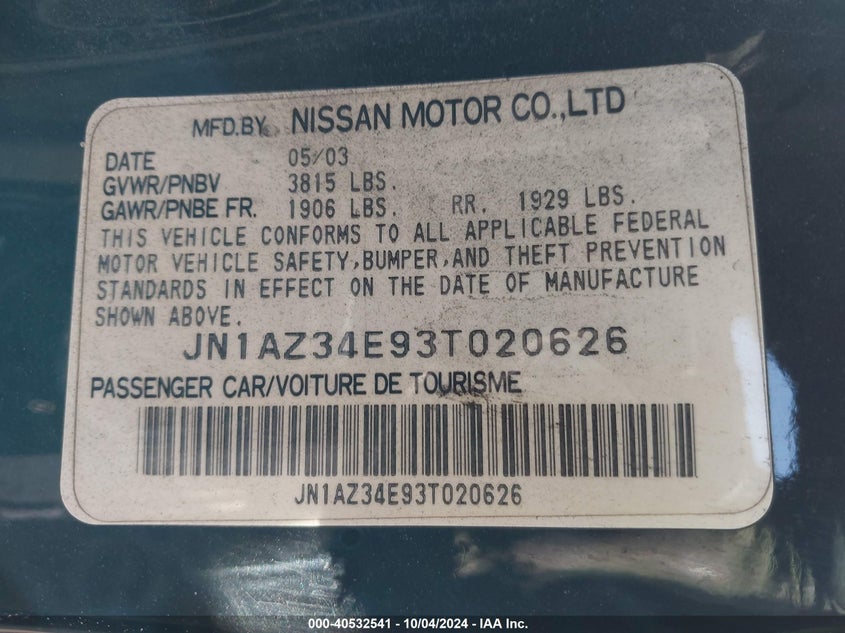 MFD.BY NISSAN MOTOR CO.,LTD
DATE 05/03
GVWR/PNBV 3815 LBS.
GAWR/PNBE FR. 1906 LBS. RR. 1929 LBS.
THIS VEHICLE CONFORMS TO ALL APPLICABLE FEDERAL
MOTOR VEHICLE SAFETY,BUMPER,AND THEFT PREVENTION
STANDARDS IN EFFECT ON THE DATE OF MANUFACTURE
SHOWN ABOVE.
JN1AZ34E93T020626
PASSENGER CAR/VOITURE DE TOURISME
JN1AZ34E93T020626
000-40532541 - 10/04/2024 - IAA Inc.